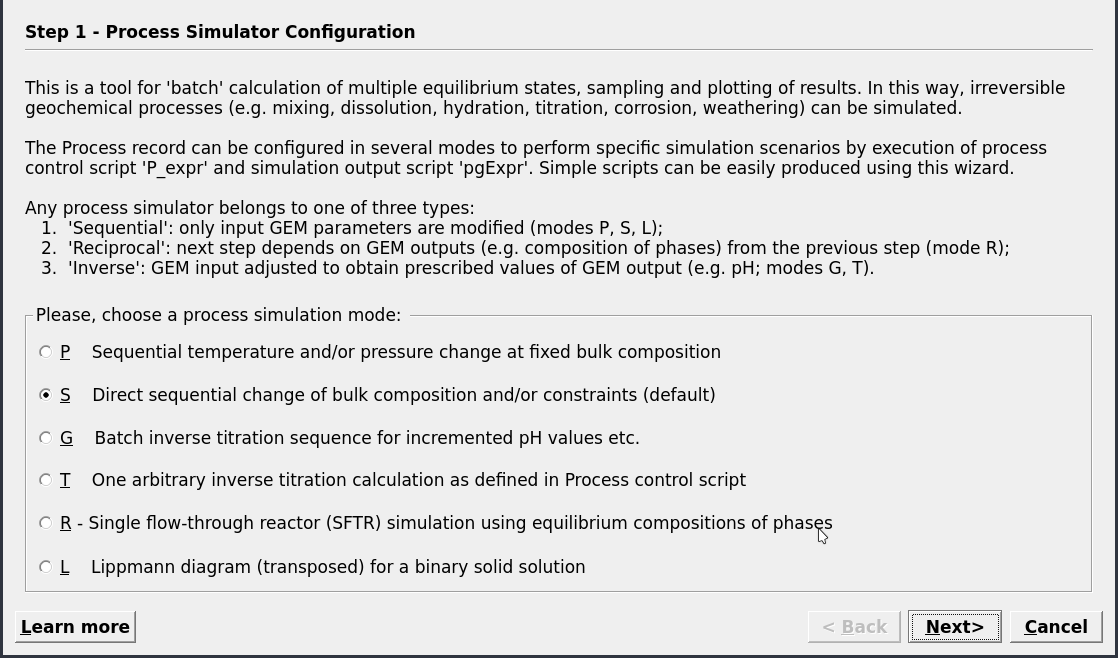 Step 1 - Process Simulator Configuration
This is a tool for 'batch' calculation of multiple equilibrium states, sampling and plotting of results. In this way, irreversible
geochemical processes (e.g. mixing, dissolution, hydration, titration, corrosion, weathering) can be simulated.
The Process record can be configured in several modes to perform specific simulation scenarios by execution of process
control script 'P_expr' and simulation output script 'pgExpr'. Simple scripts can be easily produced using this wizard.
Any process simulator belongs to one of three types:
1. 'Sequential': only input GEM parameters are modified (modes P, S, L);
2. 'Reciprocal': next step depends on GEM outputs (e.g. composition of phases) from the previous step (mode R);
3. 'Inverse': GEM input adjusted to obtain prescribed values of GEM output (e.g. pH; modes G, T).
Please, choose a process simulation mode:
P Sequential temperature and/or pressure change at fixed bulk composition
S Direct sequential change of bulk composition and/or constraints (default)
G Batch inverse titration sequence for incremented pH values etc.
T One arbitrary inverse titration calculation as defined in Process control script
R - Single flow-through reactor (SFTR) simulation using equilibrium compositions of phases
L Lippmann diagram (transposed) for a binary solid solution
Learn more < Back Next> Cancel